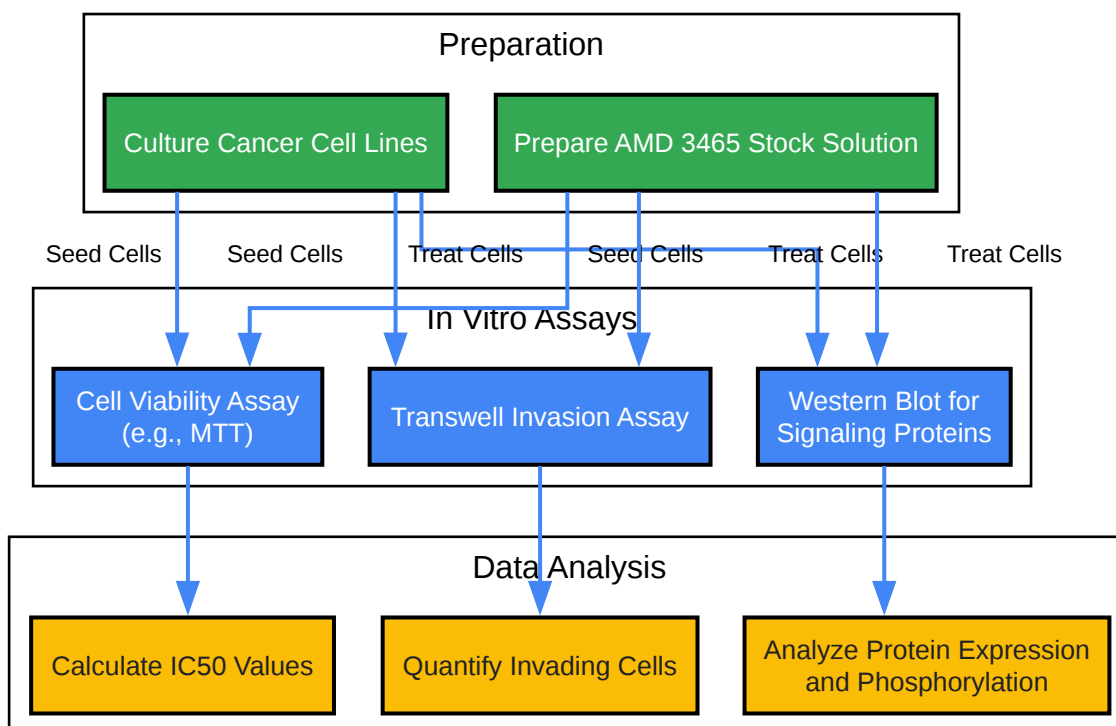 Preparation
Culture Cancer Cell Lines
Prepare AMD 3465 Stock Solution
Seed Cells
Seed Cells
Treat Cells
Seed Cells
Treat Cells
Treat Cells
In Vitro Assays
Cell Viability Assay
(e.g., MTT)
Transwell Invasion Assay
Western Blot for
Signaling Proteins
Data Analysis
Calculate IC50 Values
Quantify Invading Cells
Analyze Protein Expression
and Phosphorylation